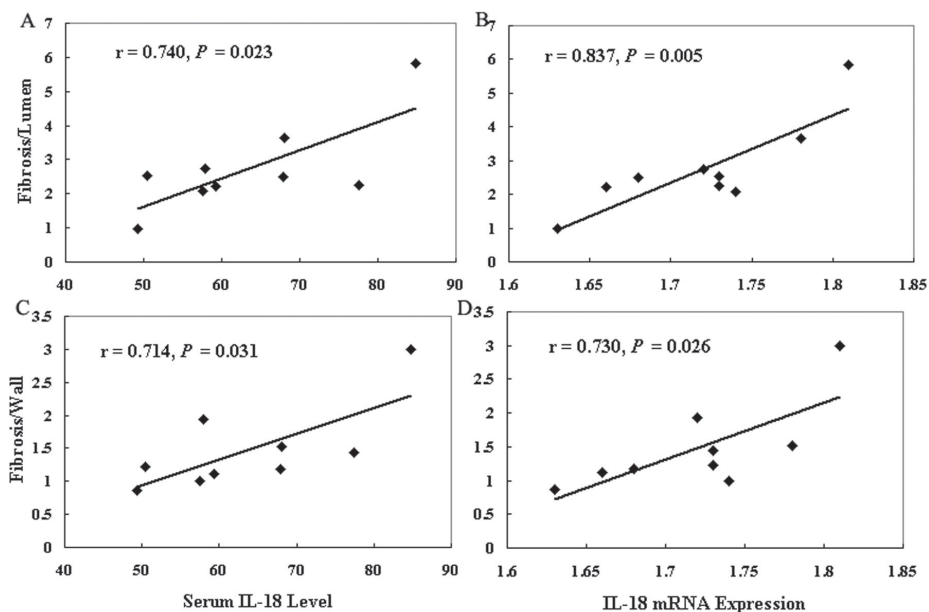 A
r = 0.740, P = 0.023
Fibrosis/Lumen
7
6
5
4
3
2
1
0
40 50 60 70 80 90
B
r = 0.837, P = 0.005
7
6
5
4
3
2
1
0
1.6 1.65 1.7 1.75 1.8 1.85
C
r = 0.714, P = 0.031
Fibrosis/Wall
3.5
3
2.5
2
1.5
1
0.5
0
40 50 60 70 80 90
Serum IL-18 Level
D
r = 0.730, P = 0.026
3.5
3
2.5
2
1.5
1
0.5
0
1.6 1.65 1.7 1.75 1.8 1.85
IL-18 mRNA Expression